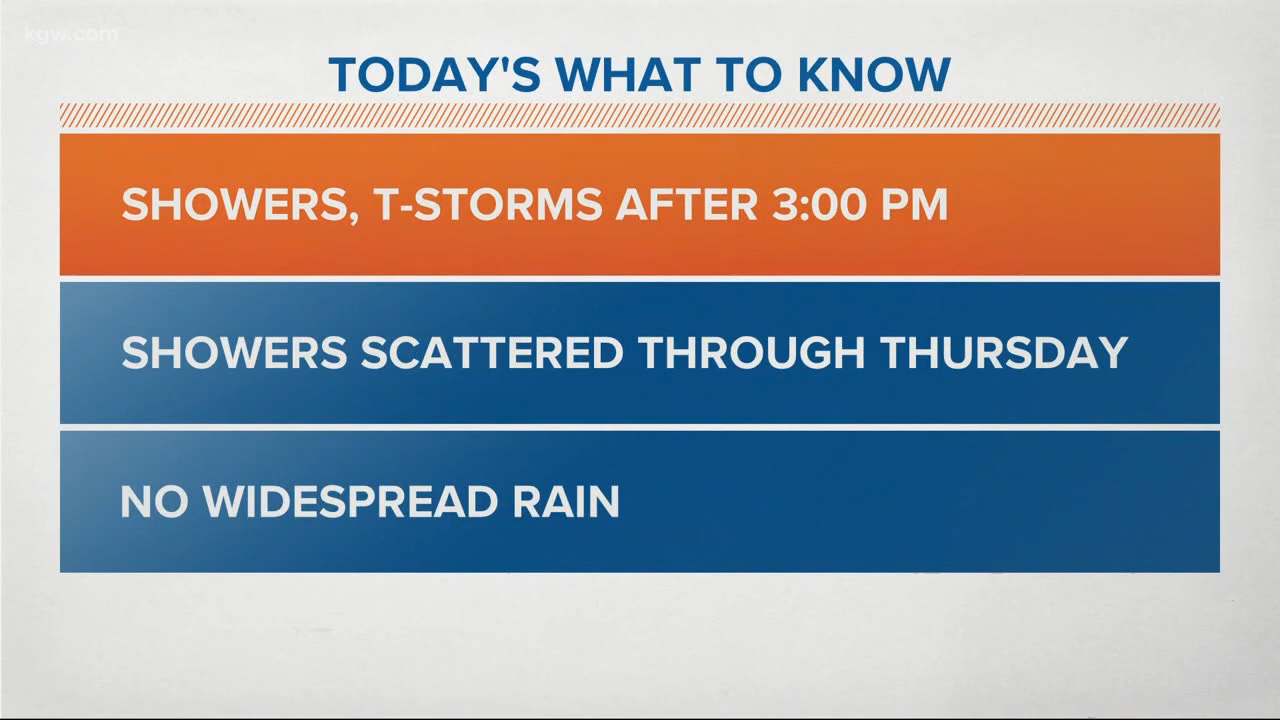 kgw.com
TODAY'S WHAT TO KNOW
SHOWERS, T-STORMS AFTER 3:00 PM
SHOWERS SCATTERED THROUGH THURSDAY
NO WIDESPREAD RAIN